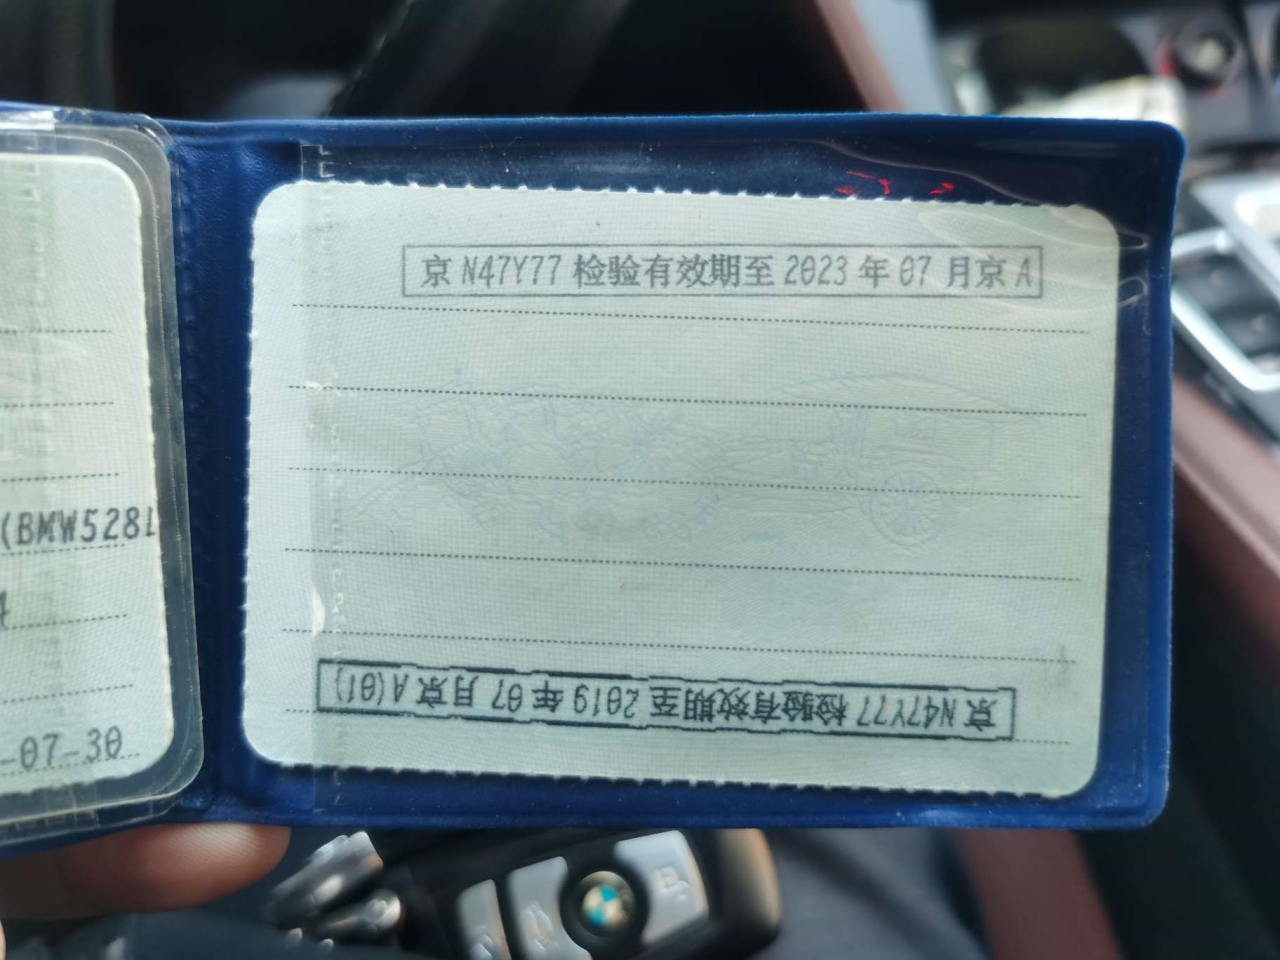 京 N47Y77 检验有效期至 2023 年 07 月京 A
(BMW528L
-07-30
京 N47Y77 检验有效期至 2019 年 07 月京 A(01)